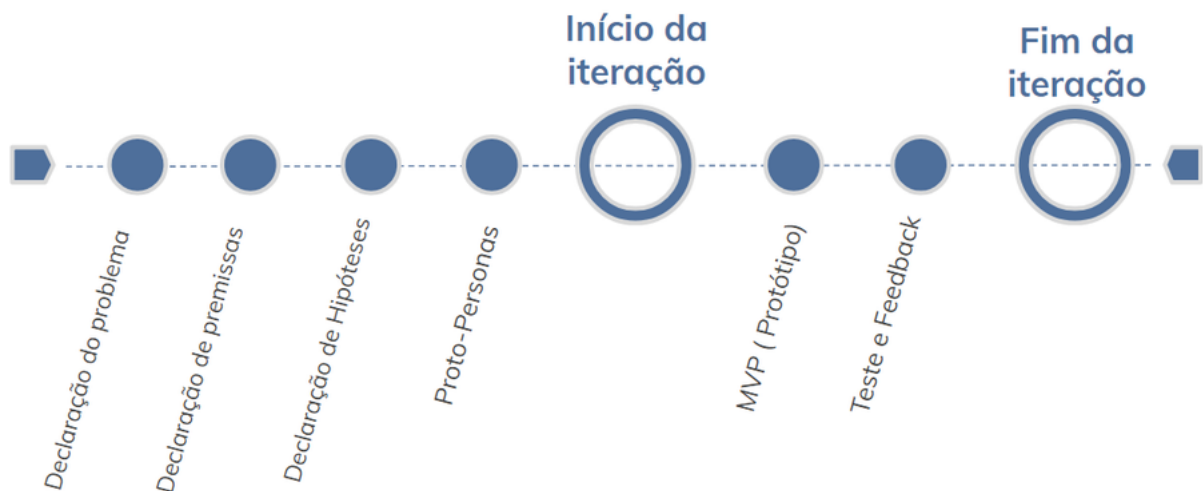 Início da
iteração
Fim da
iteração
Declaração do problema
Declaração de premissas
Declaração de Hipóteses
Proto-Personas
MVP ( Protótipo)
Teste e Feedback